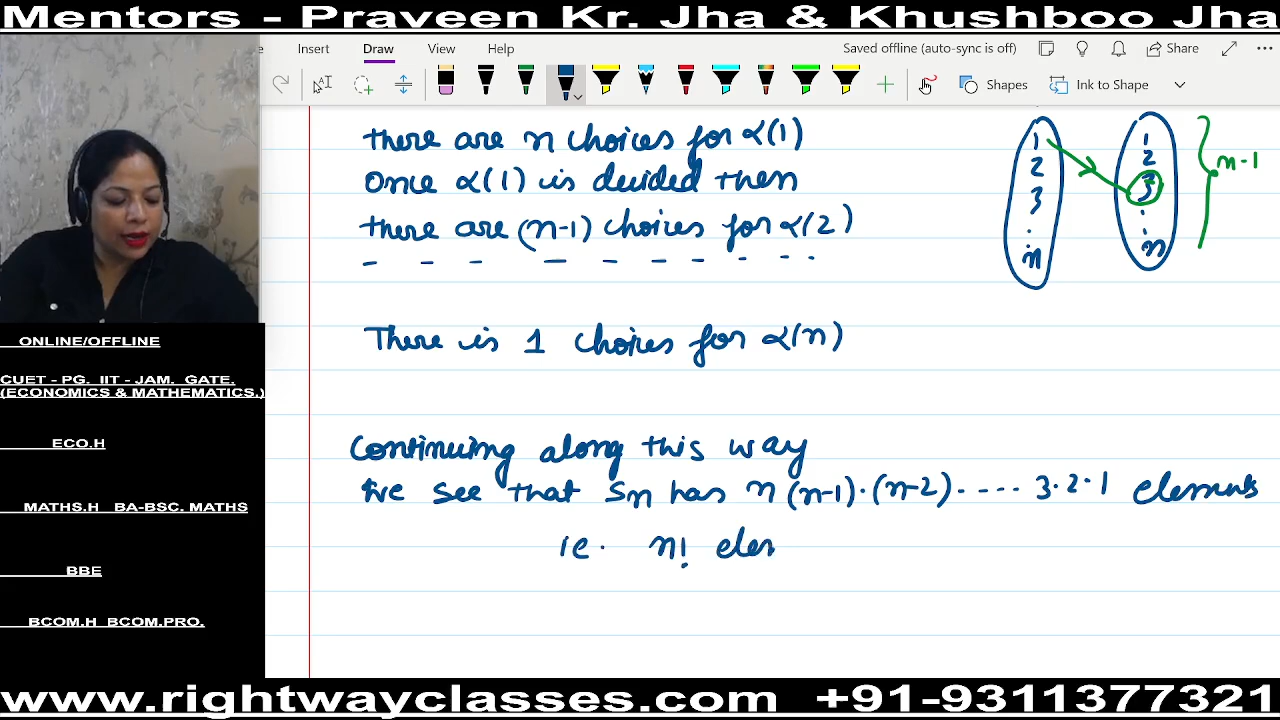 Mentors - Praveen Kr. Jha & Khushboo Jha
Insert Draw View Help Saved offline (auto-sync is off) Share
Shapes Ink to Shape
there are n choices for α(1)
Once α(1) is decided then
there are (n-1) choices for α(2)
- - - - - - - - - -
1
2
3
.
n
1
2
3
:
n
n-1
There is 1 choices for α(n)
Continuing along this way
We see that Sn has n(n-1)·(n-2)· ---- 3·2·1 elements
ie. n! elem
ONLINE/OFFLINE
CUET - PG. IIT - JAM. GATE.
(ECONOMICS & MATHEMATICS.)
ECO.H
MATHS.H BA-BSC. MATHS
BBE
BCOM.H BCOM.PRO.
www.rightwayclasses.com +91-9311377321